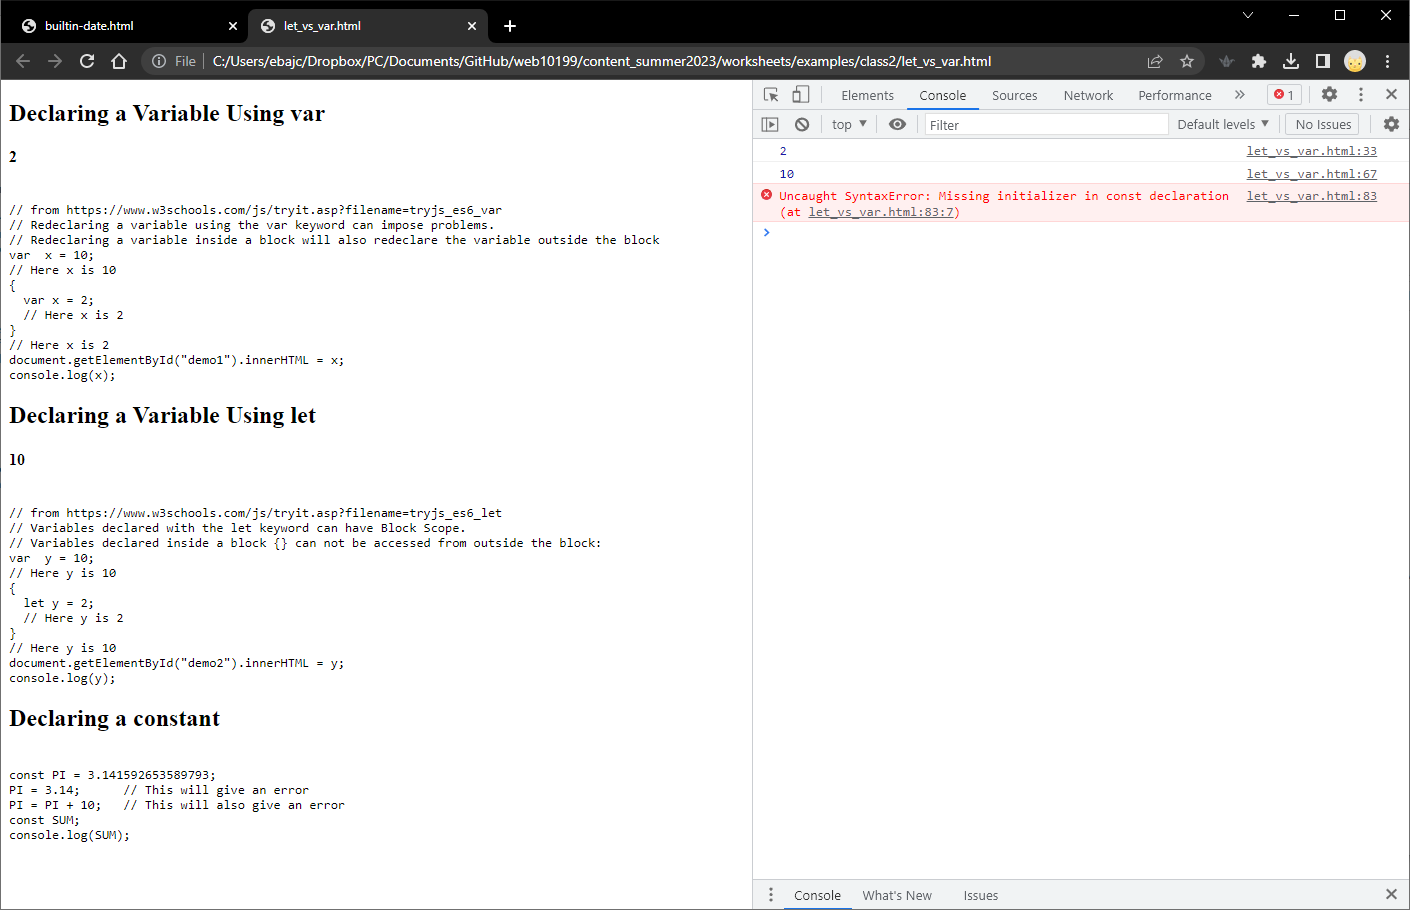 builtin-date.html
let_vs_var.html
File
C:/Users/ebajc/Dropbox/PC/Documents/GitHub/web10199/content_summer2023/worksheets/examples/class2/let_vs_var.html
Declaring a Variable Using var
2
// from https://www.w3schools.com/js/tryit.asp?filename=tryjs_es6_var
// Redeclaring a variable using the var keyword can impose problems.
// Redeclaring a variable inside a block will also redeclare the variable outside the block
var  x = 10;
// Here x is 10
{
  var x = 2;
  // Here x is 2
}
// Here x is 2
document.getElementById("demo1").innerHTML = x;
console.log(x);
Declaring a Variable Using let
10
// from https://www.w3schools.com/js/tryit.asp?filename=tryjs_es6_let
// Variables declared with the let keyword can have Block Scope.
// Variables declared inside a block {} can not be accessed from outside the block:
var  y = 10;
// Here y is 10
{
  let y = 2;
  // Here y is 2
}
// Here y is 10
document.getElementById("demo2").innerHTML = y;
console.log(y);
Declaring a constant
const PI = 3.141592653589793;
PI = 3.14;      // This will give an error
PI = PI + 10;   // This will also give an error
const SUM;
console.log(SUM);
Elements Console Sources Network Performance 1
top Filter Default levels No Issues
2 let_vs_var.html:33
10 let_vs_var.html:67
Uncaught SyntaxError: Missing initializer in const declaration let_vs_var.html:83
(at let_vs_var.html:83:7)
Console What's New Issues